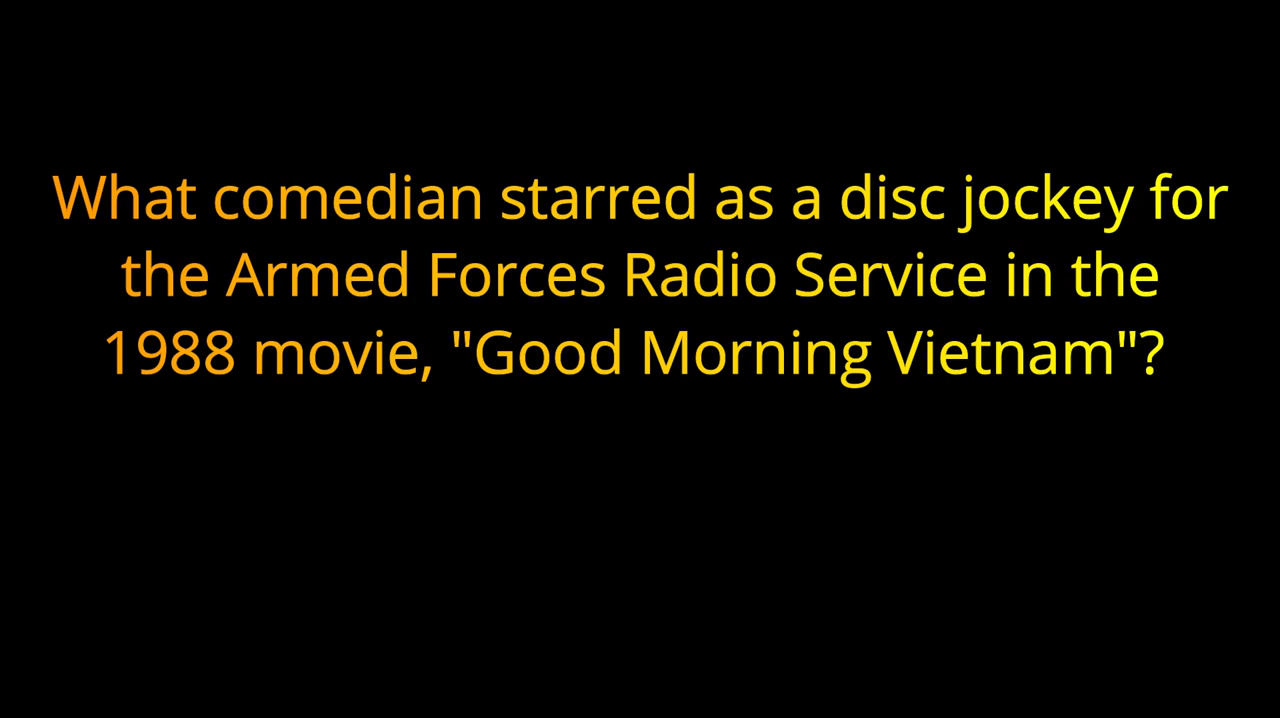 What comedian starred as a disc jockey for
the Armed Forces Radio Service in the
1988 movie, "Good Morning Vietnam"?